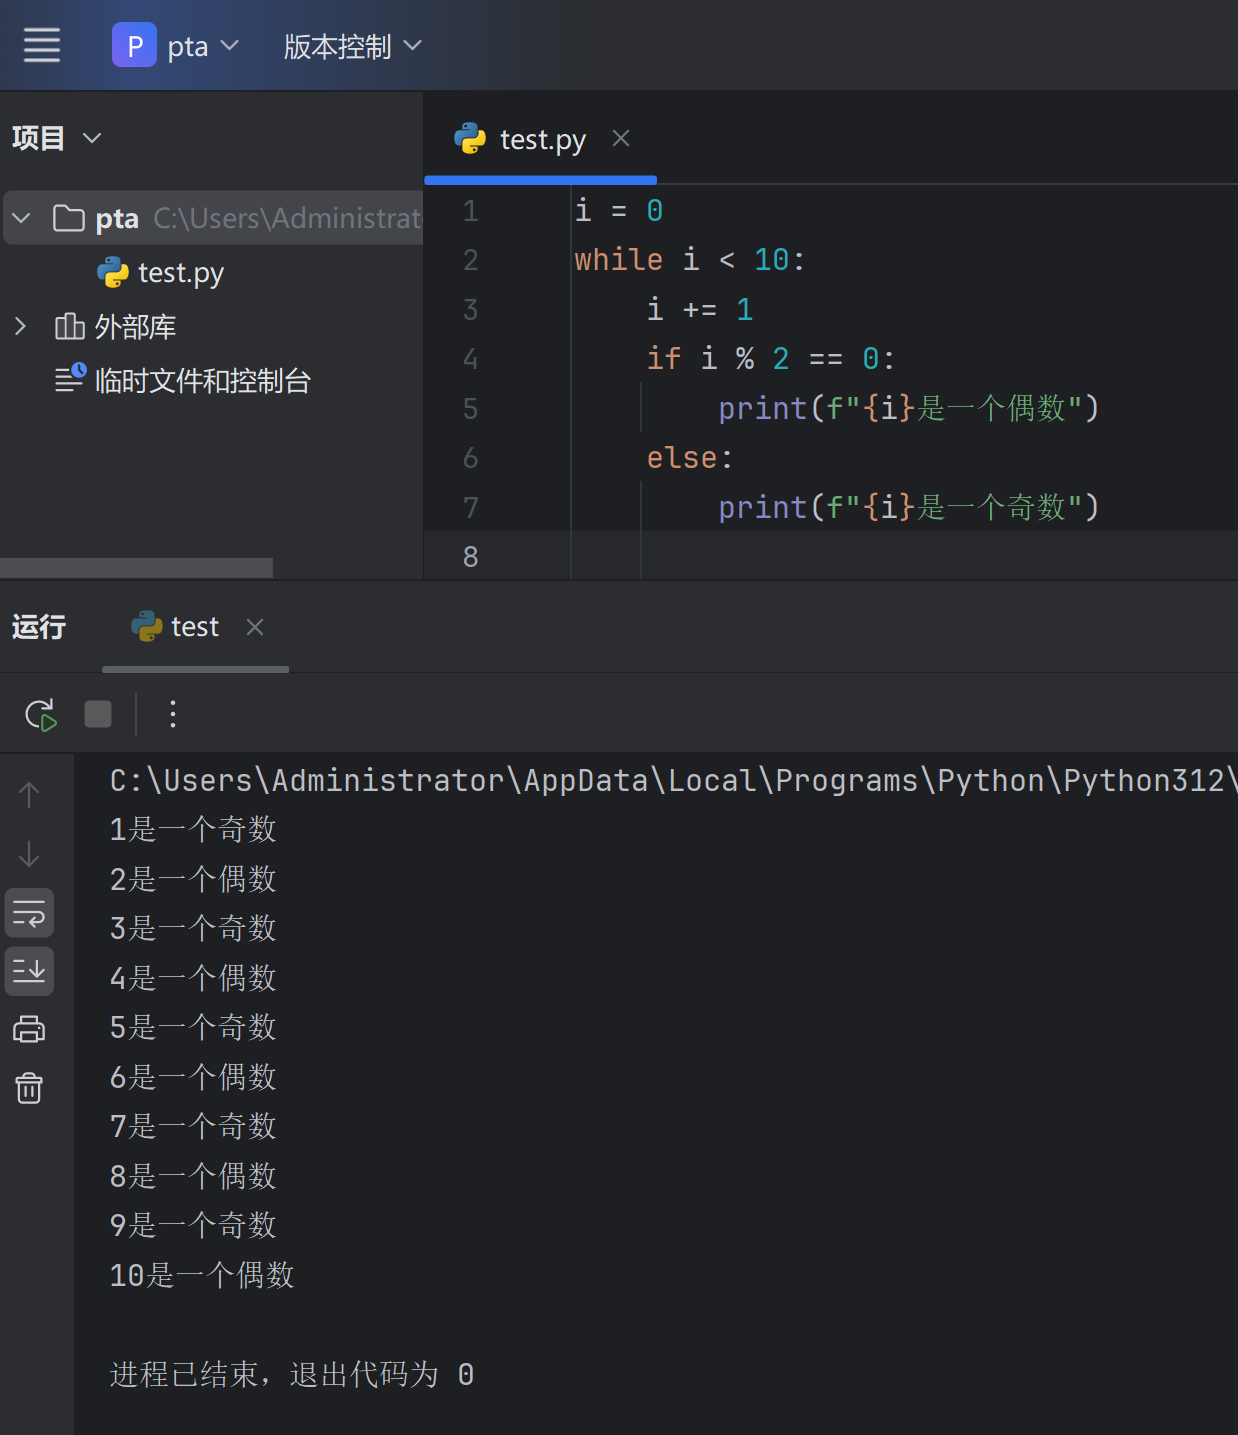 P pta 版本控制
项目
test.py
pta C:\Users\Administrat
test.py
外部库
临时文件和控制台
1 i = 0
2 while i < 10:
3 i += 1
4 if i % 2 == 0:
5 print(f"{i}是一个偶数")
6 else:
7 print(f"{i}是一个奇数")
8
运行 test
C:\Users\Administrator\AppData\Local\Programs\Python\Python312\
1是一个奇数
2是一个偶数
3是一个奇数
4是一个偶数
5是一个奇数
6是一个偶数
7是一个奇数
8是一个偶数
9是一个奇数
10是一个偶数
进程已结束，退出代码为 0